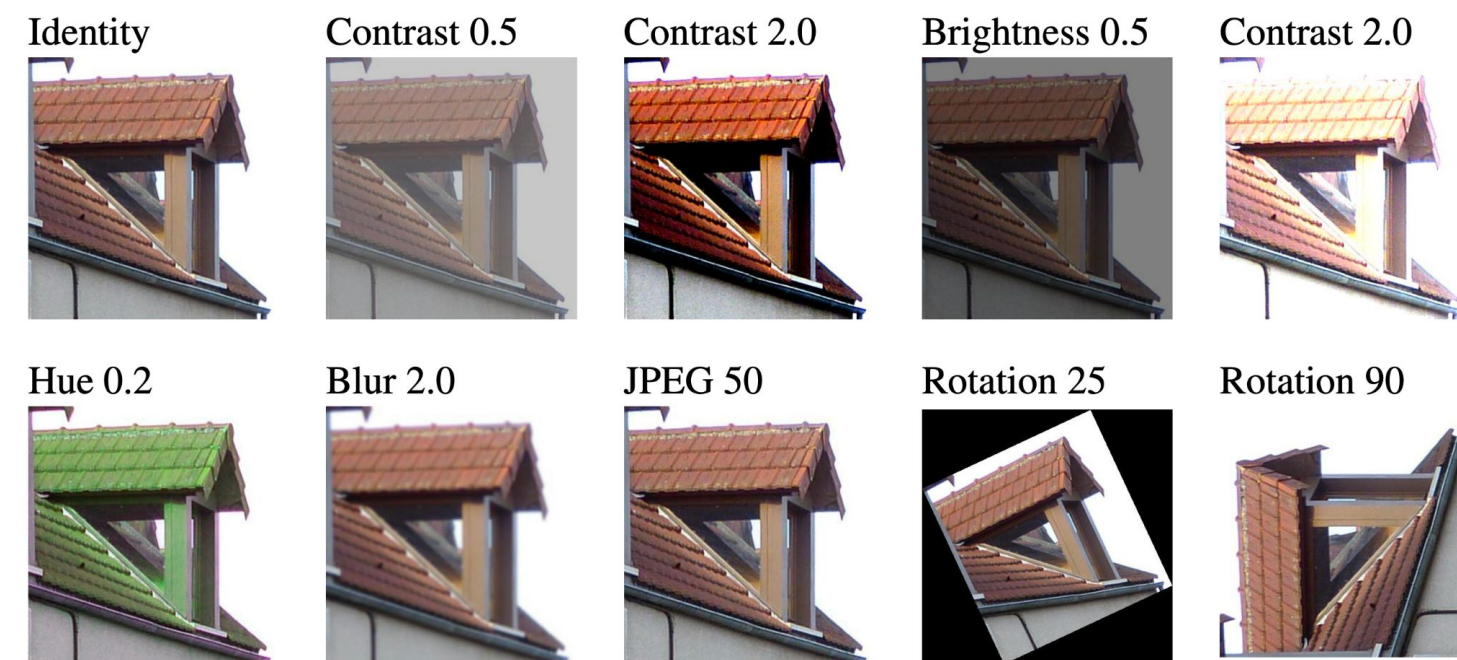 Identity
Contrast 0.5
Contrast 2.0
Brightness 0.5
Contrast 2.0
Hue 0.2
Blur 2.0
JPEG 50
Rotation 25
Rotation 90